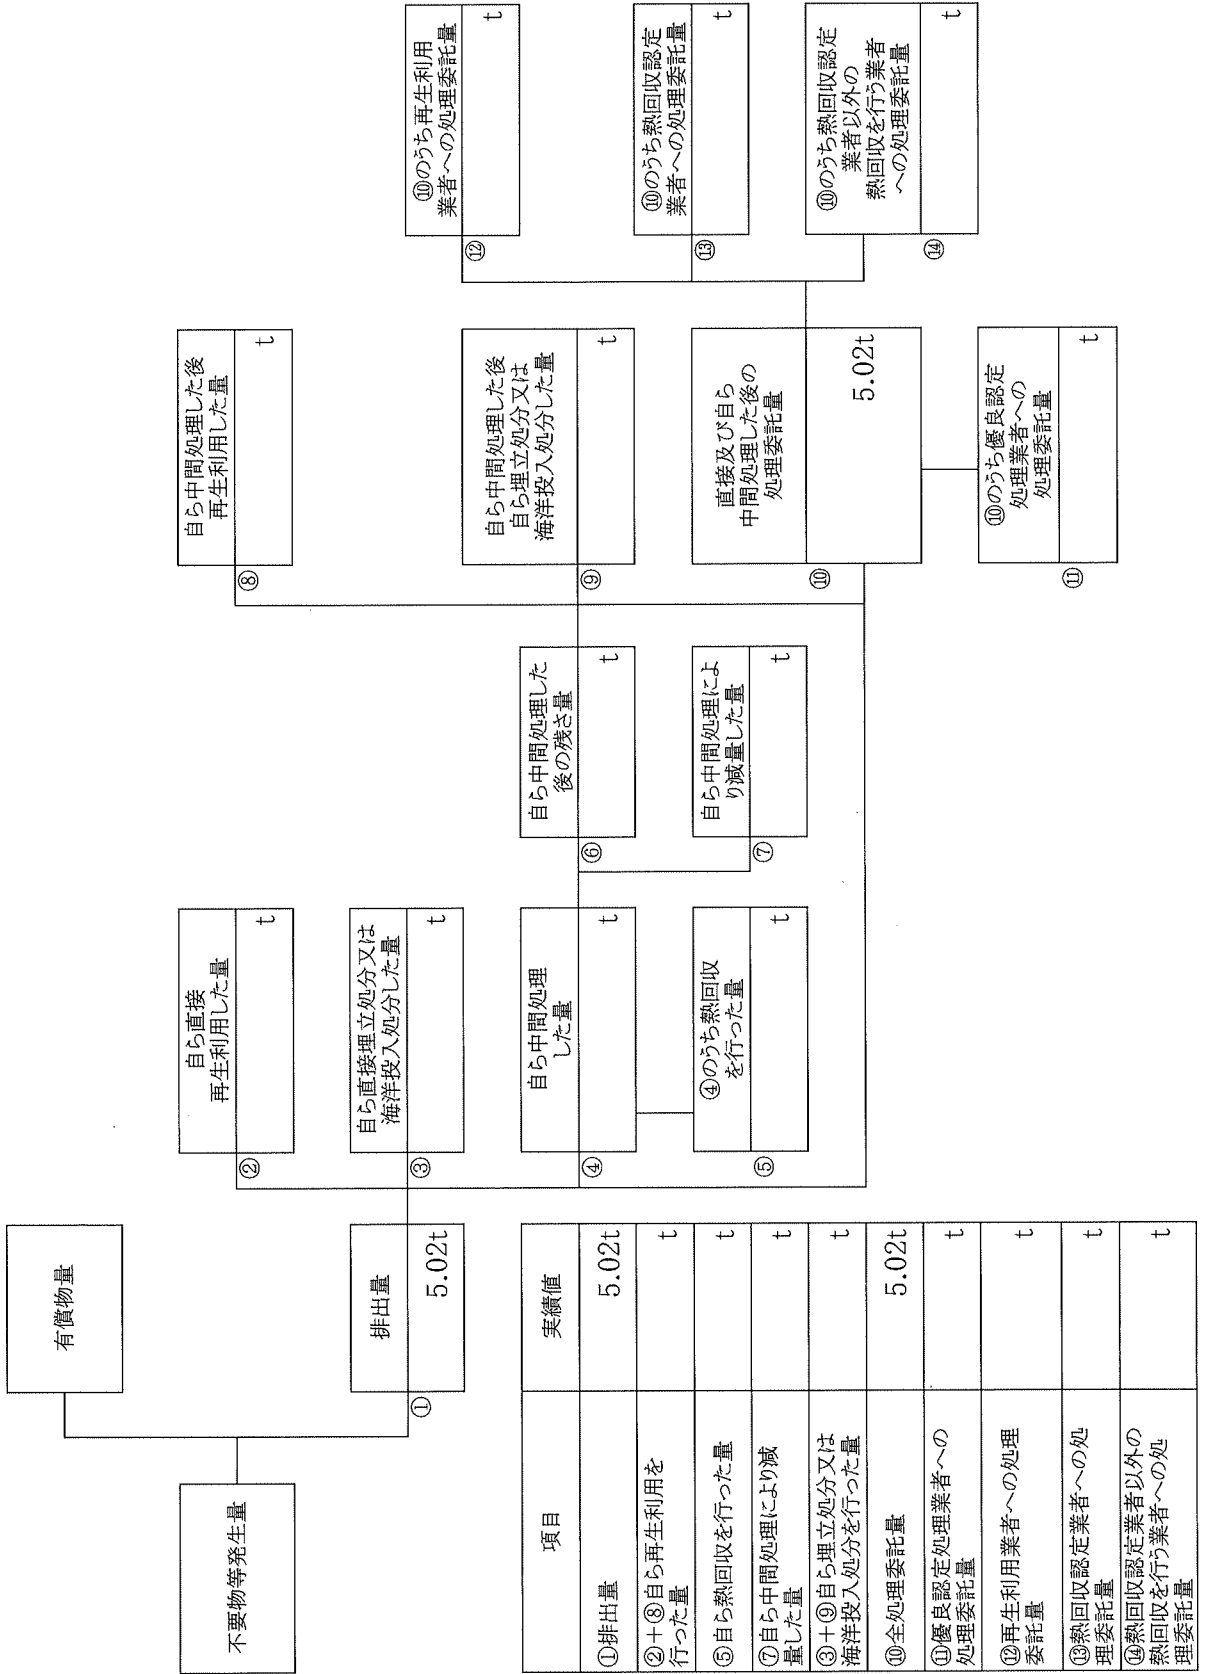 不要物等発生量
有償物量
①
排出量
5.02t
②
自ら直接
再生利用した量
t
③
自ら直接埋立処分又は
海洋投入処分した量
t
④
自ら中間処理
した量
t
⑤
④のうち熱回収
を行った量
t
⑥
自ら中間処理した
後の残さ量
t
⑦
自ら中間処理によ
り減量した量
t
⑧
自ら中間処理した後
再生利用した量
t
⑨
自ら中間処理した後
自ら埋立処分又は
海洋投入処分した量
t
⑩
直接及び自ら
中間処理した後の
処理委託量
5.02t
⑪
⑩のうち優良認定
処理業者への
処理委託量
t
⑫
⑩のうち再生利用
業者への処理委託量
t
⑬
⑩のうち熱回収認定
業者への処理委託量
t
⑭
⑩のうち熱回収認定
業者以外の
熱回収を行う業者
への処理委託量
t
項目
実績値
①排出量
5.02t
②+⑧自ら再生利用を
行った量
t
⑤自ら熱回収を行った量
t
⑦自ら中間処理により減
量した量
t
③+⑨自ら埋立処分又は
海洋投入処分を行った量
t
⑩全処理委託量
5.02t
⑪優良認定処理業者への
処理委託量
t
⑫再生利用業者への処理
委託量
t
⑬熱回収認定業者への処
理委託量
t
⑭熱回収認定業者以外の
熱回収を行う業者への処
理委託量
t